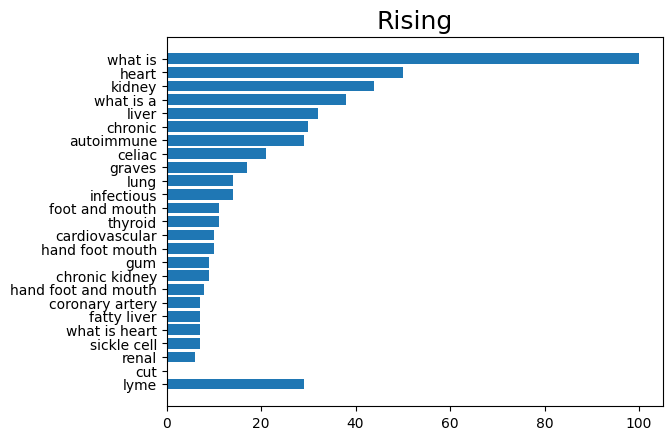 Rising
what is
heart
kidney
what is a
liver
chronic
autoimmune
celiac
graves
lung
infectious
foot and mouth
thyroid
cardiovascular
hand foot mouth
gum
chronic kidney
hand foot and mouth
coronary artery
fatty liver
what is heart
sickle cell
renal
cut
lyme
0 20 40 60 80 100